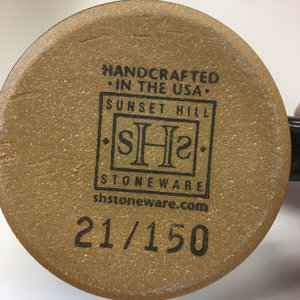 HANDCRAFTED
· IN THE USA ·
SUNSET HILL
· SHS ·
STONEWARE
shstoneware.com
21/150